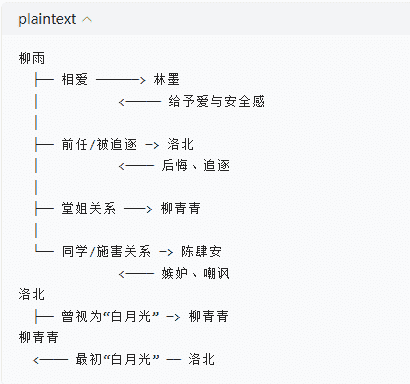 plaintext
柳雨
├── 相爱 ─────> 林墨
│ <──── 给予爱与安全感
│
├── 前任/被追逐 ─> 洛北
│ <──── 后悔、追逐
│
├── 堂姐关系 ───> 柳青青
│
└── 同学/施害关系 ─> 陈肆安
<──── 嫉妒、嘲讽
洛北
├── 曾视为“白月光” ─> 柳青青
柳青青
<──── 最初“白月光” ── 洛北